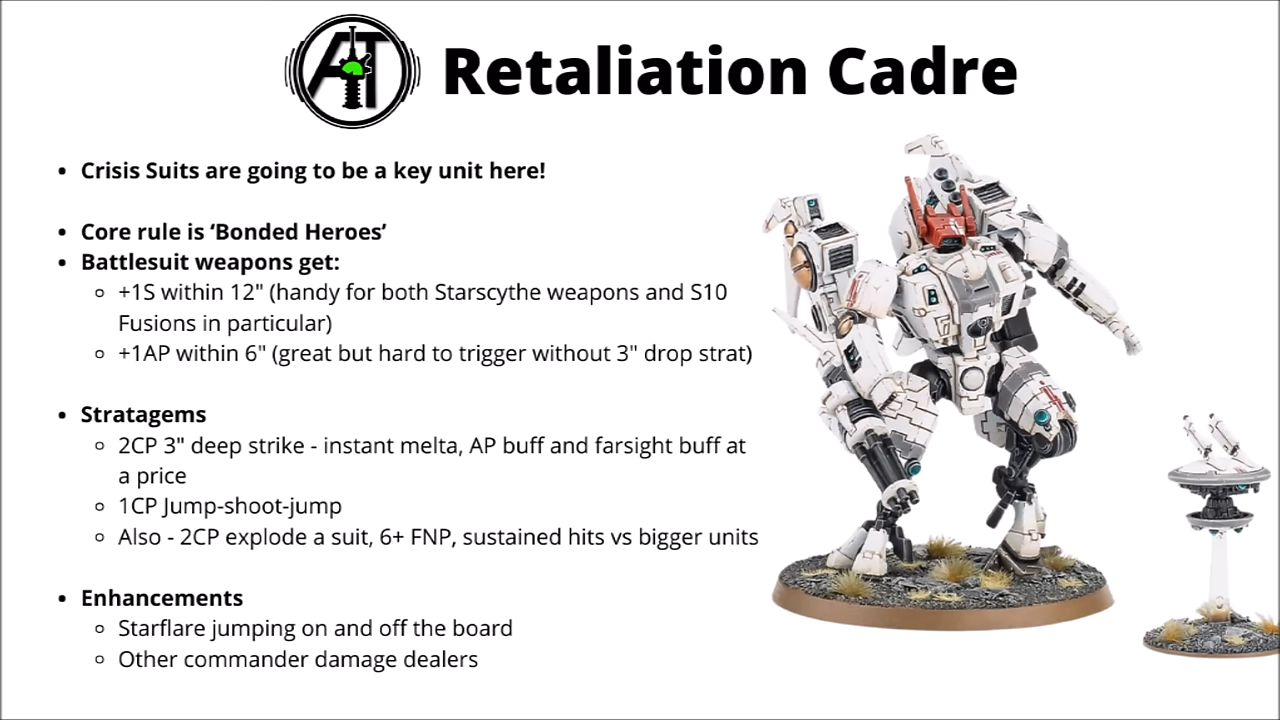 AT
Retaliation Cadre
• Crisis Suits are going to be a key unit here!
• Core rule is ‘Bonded Heroes’
• Battlesuit weapons get:
◦ +1S within 12" (handy for both Starscythe weapons and S10
Fusions in particular)
◦ +1AP within 6" (great but hard to trigger without 3" drop strat)
• Stratagems
◦ 2CP 3" deep strike - instant melta, AP buff and farsight buff at
a price
◦ 1CP Jump-shoot-jump
◦ Also - 2CP explode a suit, 6+ FNP, sustained hits vs bigger units
• Enhancements
◦ Starflare jumping on and off the board
◦ Other commander damage dealers